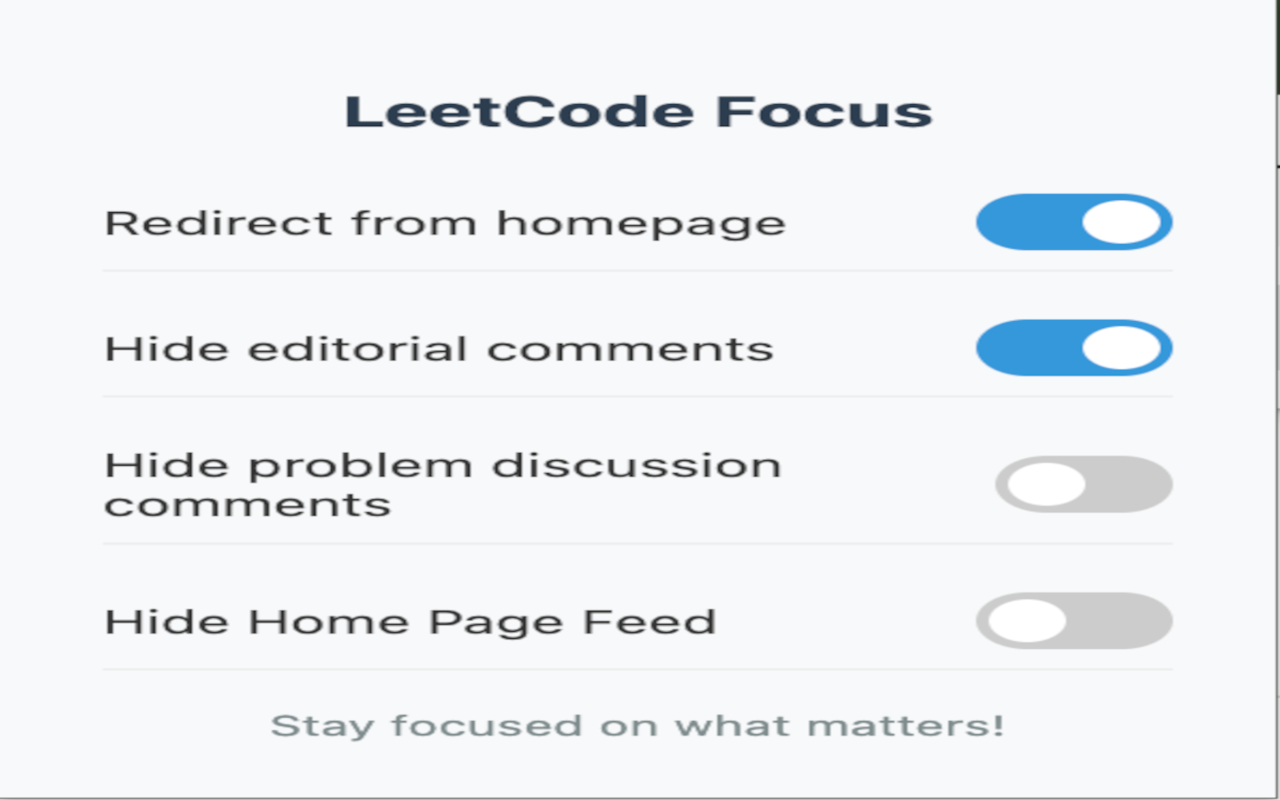 LeetCode Focus
Redirect from homepage
Hide editorial comments
Hide problem discussion
comments
Hide Home Page Feed
Stay focused on what matters!